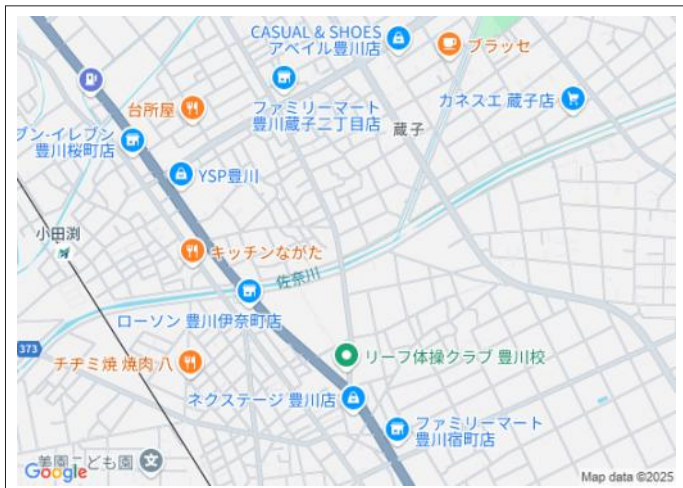 CASUAL & SHOES
アベイル豊川店
ブラッセ
台所屋
ファミリーマート
豊川蔵子二丁目店
カネスエ 蔵子店
蔵子
ブン-イレブン
豊川桜町店
YSP豊川
小田渕
キッチンながた
佐奈川
ローソン 豊川伊奈町店
373
チヂミ焼 焼肉 八
リーフ体操クラブ 豊川校
ネクステージ 豊川店
ファミリーマート
豊川宿町店
美園こども園
Google
Map data ©2025